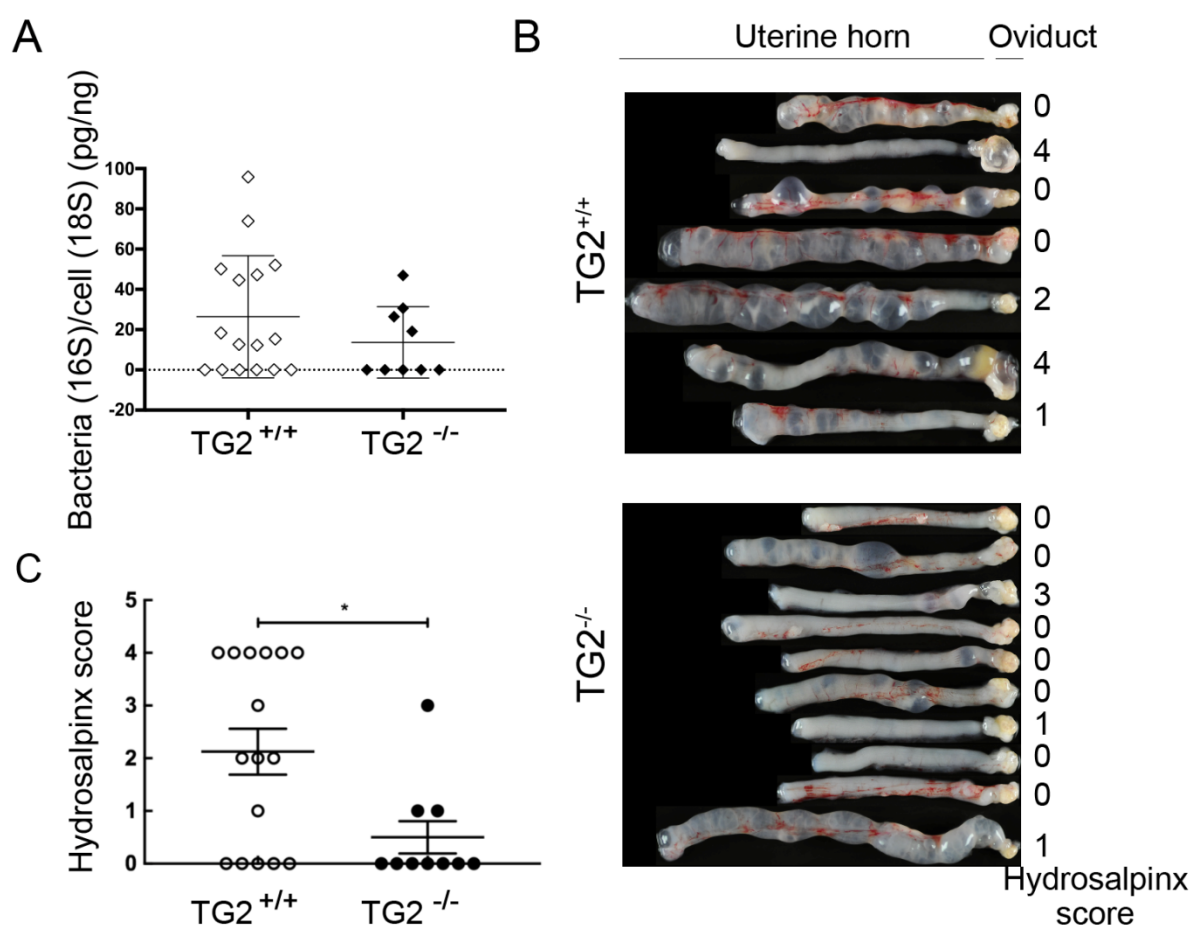 A
Bacteria (16S)/cell (18S) (pg/ng)
100
80
60
40
20
0
-20
TG2 +/+
TG2 -/-
B
Uterine horn
Oviduct
TG2+/+
0
4
0
0
2
4
1
TG2-/-
0
0
3
0
0
0
1
0
0
1
Hydrosalpinx
score
C
Hydrosalpinx score
5
4
3
2
1
0
*
TG2 +/+
TG2 -/-